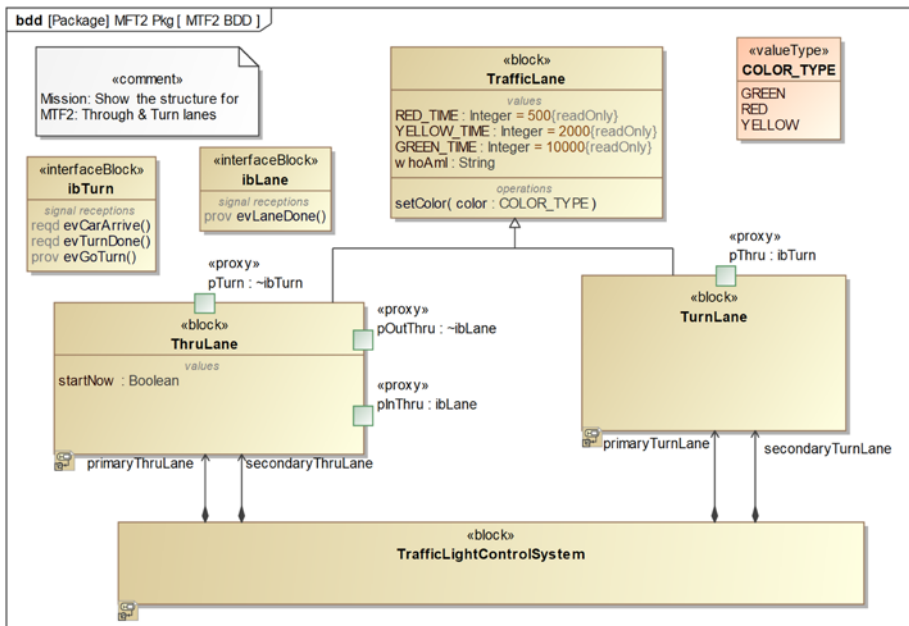 bdd [Package] MFT2 Pkg [ MTF2 BDD ]
«comment»
Mission: Show the structure for
MTF2: Through & Turn lanes
«block»
TrafficLane
values
RED_TIME : Integer = 500{readOnly}
YELLOW_TIME : Integer = 2000{readOnly}
GREEN_TIME : Integer = 10000{readOnly}
whoAmI : String
operations
setColor( color : COLOR_TYPE )
«valueType»
COLOR_TYPE
GREEN
RED
YELLOW
«interfaceBlock»
ibTurn
signal receptions
reqd evCarArrive()
reqd evTurnDone()
prov evGoTurn()
«interfaceBlock»
ibLane
signal receptions
prov evLaneDone()
«proxy»
pTurn : ~ibTurn
«proxy»
pThru : ibTurn
«block»
ThruLane
values
startNow : Boolean
«proxy»
pOutThru : ~ibLane
«proxy»
pInThru : ibLane
«block»
TurnLane
primaryThruLane
secondaryThruLane
primaryTurnLane
secondaryTurnLane
«block»
TrafficLightControlSystem